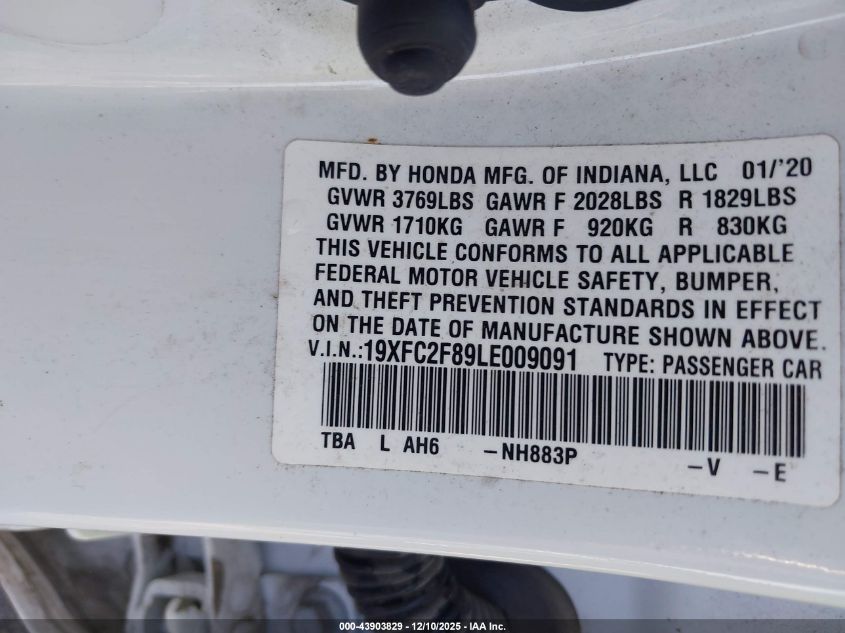 MFD. BY HONDA MFG. OF INDIANA, LLC 01/'20
GVWR 3769LBS GAWR F 2028LBS R 1829LBS
GVWR 1710KG GAWR F 920KG R 830KG
THIS VEHICLE CONFORMS TO ALL APPLICABLE
FEDERAL MOTOR VEHICLE SAFETY, BUMPER,
AND THEFT PREVENTION STANDARDS IN EFFECT
ON THE DATE OF MANUFACTURE SHOWN ABOVE.
V.I.N.:19XFC2F89LE009091 TYPE: PASSENGER CAR
TBA L AH6 -NH883P -V -E
000-43903829 - 12/10/2025 - IAA Inc.